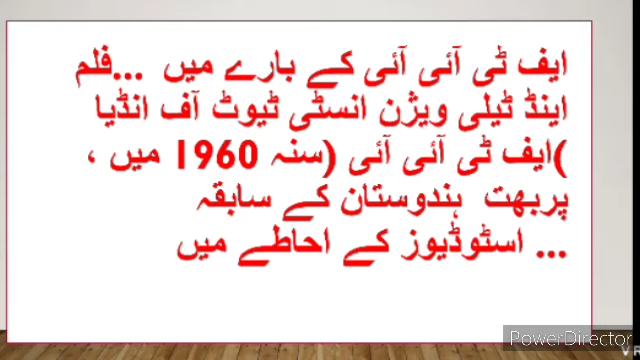 ایف ٹی آئی آئی کے بارے میں ...فلم
اینڈ ٹیلی ویژن انسٹی ٹیوٹ آف انڈیا
)ایف ٹی آئی آئی (سنہ 1960 میں ،
پربھت ہندوستان کے سابقہ
... اسٹوڈیوز کے احاطے میں
PowerDirector